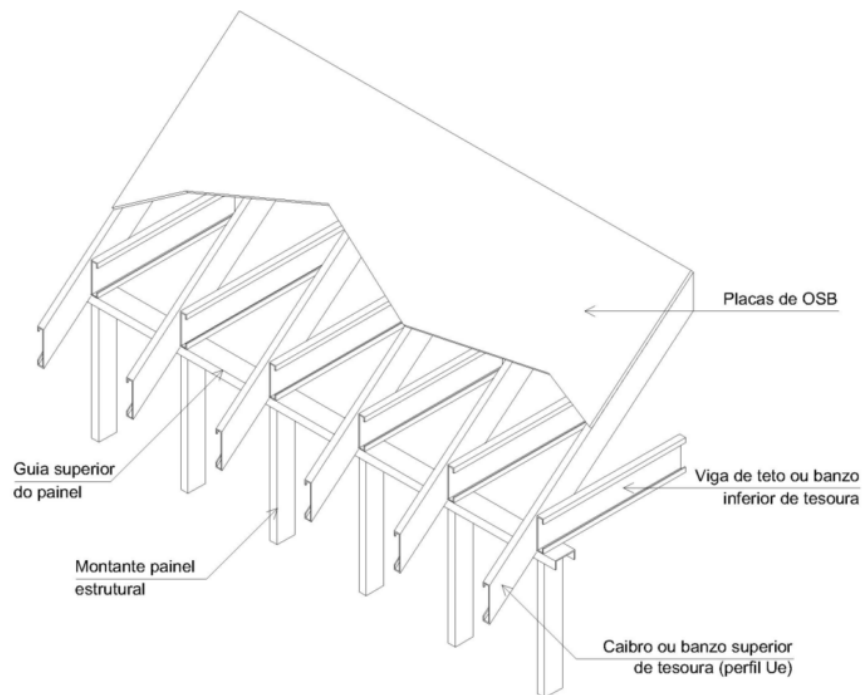 Placas de OSB
Guia superior
do painel
Viga de teto ou banzo
inferior de tesoura
Montante painel
estrutural
Caibro ou banzo superior
de tesoura (perfil Ue)